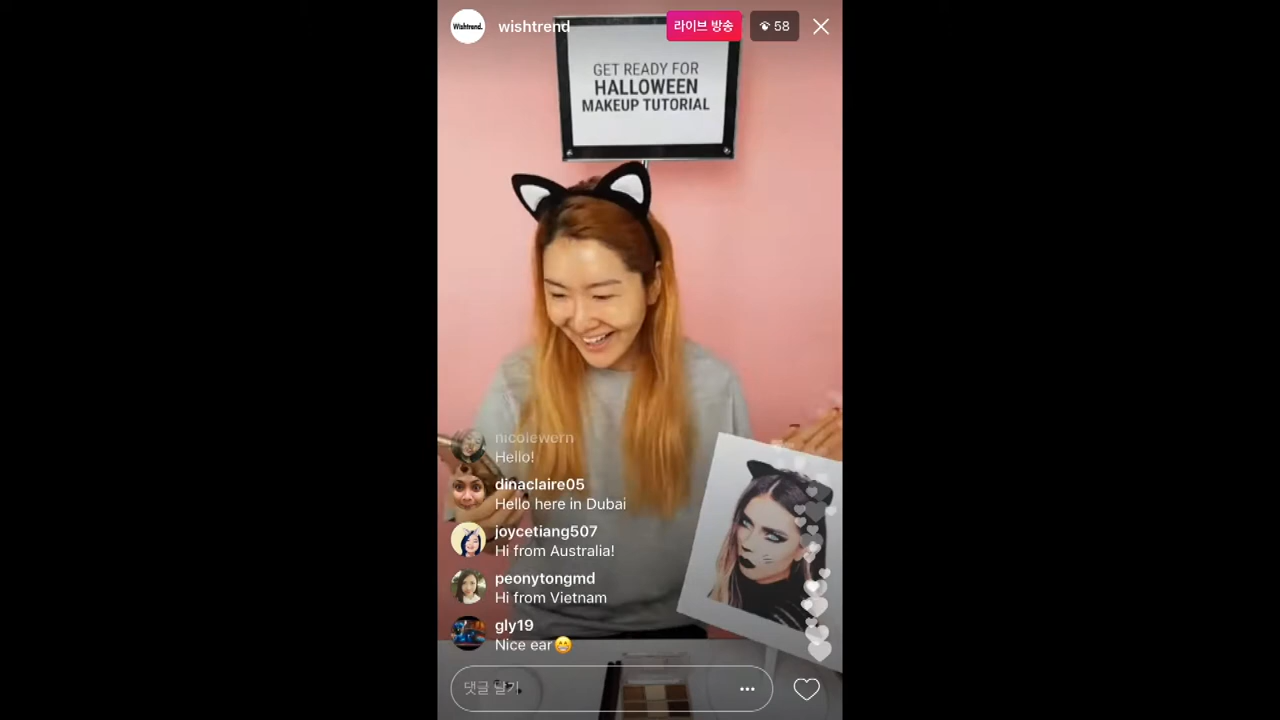 Wishtrend.
wishtrend
라이브 방송
58
GET READY FOR
HALLOWEEN
MAKEUP TUTORIAL
nicolewern
Hello!
dinaclaire05
Hello here in Dubai
joycetiang507
Hi from Australia!
peonytongmd
Hi from Vietnam
gly19
Nice ear😁
댓글 달기